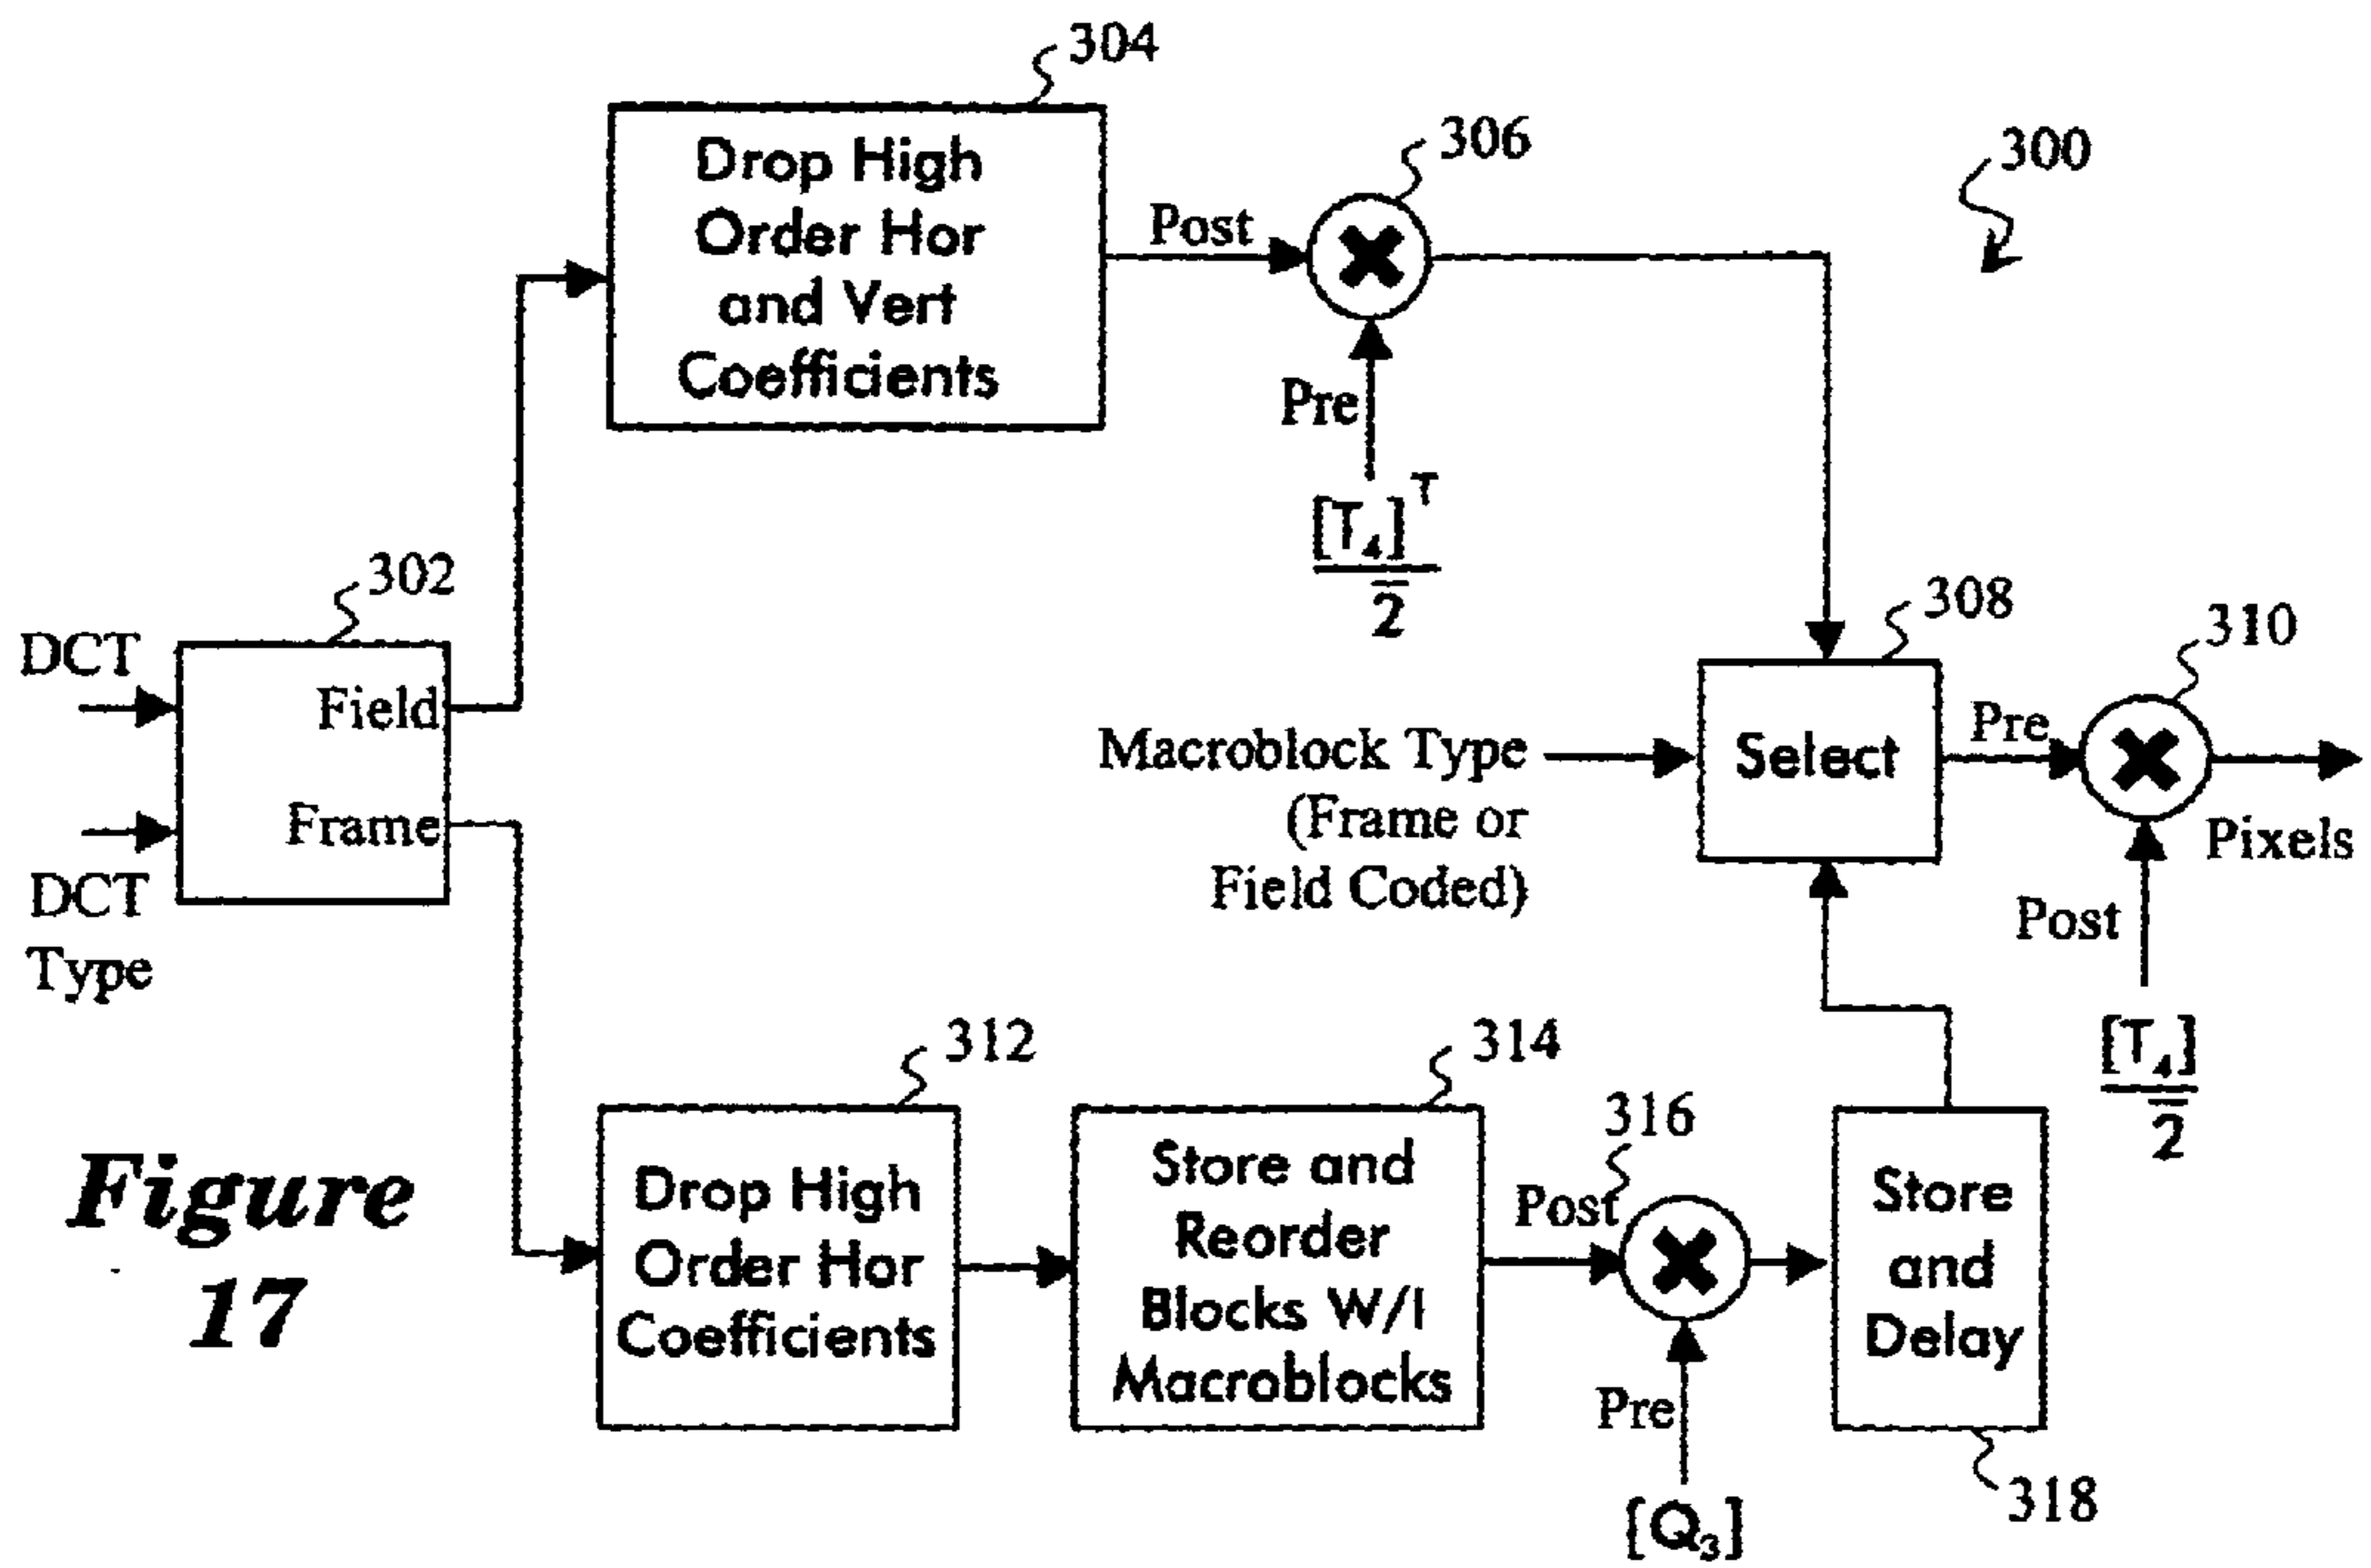 304
Drop High
Order Hor
and Vert
Coefficients
Post
306
300
Pre
[T₄]ᵀ
2
302
DCT
Field
Frame
DCT
Type
308
310
Macroblock Type
(Frame or
Field Coded)
Select
Pre
Pixels
Post
[T₄]
2
312
314
316
Drop High
Order Hor
Coefficients
Store and
Reorder
Blocks W/I
Macroblocks
Post
Pre
[Q₃]
Store
and
Delay
318
Figure
17